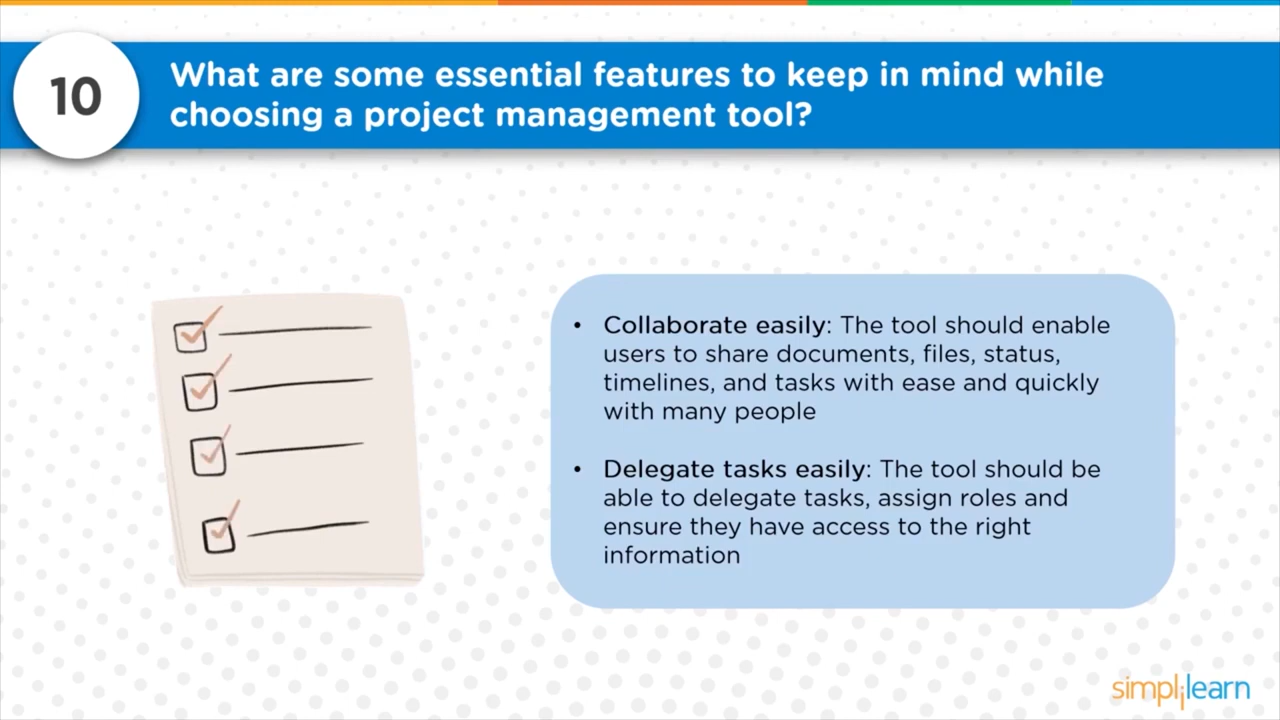 10
What are some essential features to keep in mind while
choosing a project management tool?
• Collaborate easily: The tool should enable
users to share documents, files, status,
timelines, and tasks with ease and quickly
with many people
• Delegate tasks easily: The tool should be
able to delegate tasks, assign roles and
ensure they have access to the right
information
simplilearn